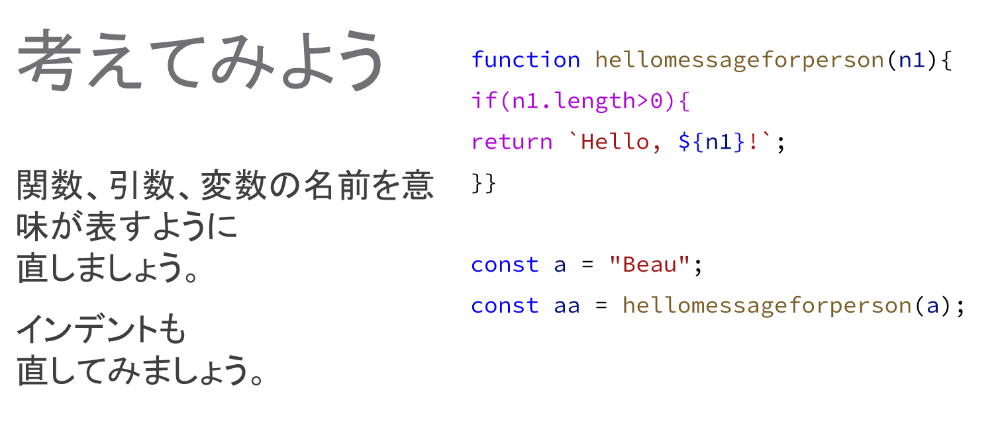 考えてみよう
関数、引数、変数の名前を意
味が表すように
直しましょう。
インデントも
直してみましょう。
function hellomessageforperson(n1){
if(n1.length>0){
return `Hello, ${n1}!`;
}}
const a = "Beau";
const aa = hellomessageforperson(a);